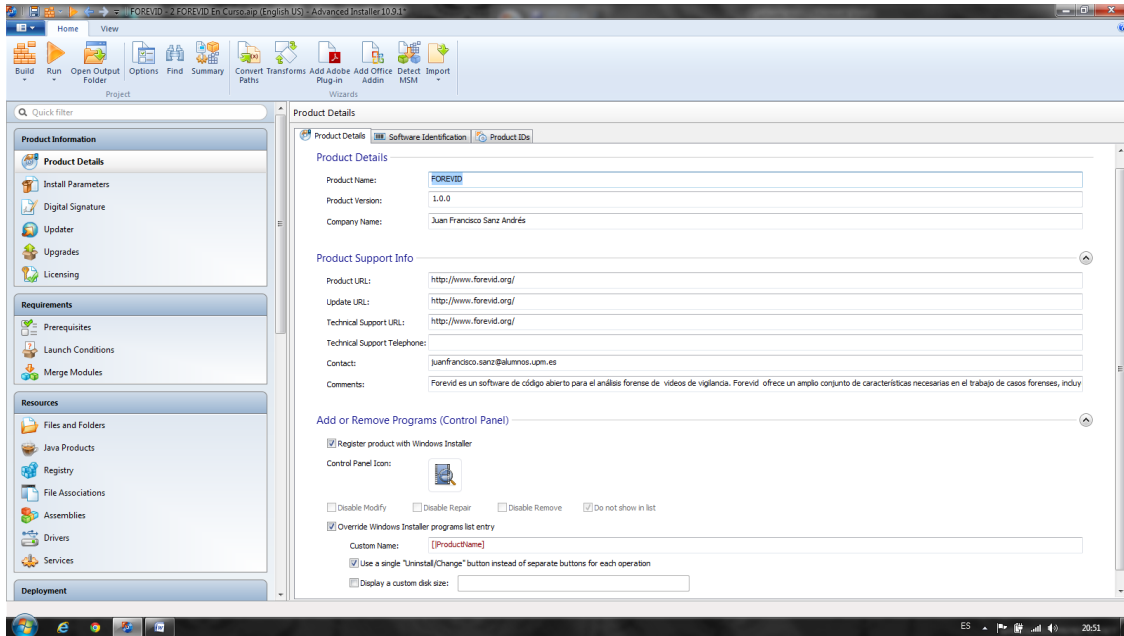 FOREVID - 2 FOREVID En Curso.aip (English US) - Advanced Installer 10.9.1*
Home View
Build Run Open Output Folder Options Find Summary Convert Paths Transforms Add Adobe Plug-in Add Office Addin Detect MSM Import
Project Wizards
Quick filter
Product Information
Product Details
Install Parameters
Digital Signature
Updater
Upgrades
Licensing
Requirements
Prerequisites
Launch Conditions
Merge Modules
Resources
Files and Folders
Java Products
Registry
File Associations
Assemblies
Drivers
Services
Deployment
Product Details
Product Details Software Identification Product IDs
Product Details
Product Name: FOREVID
Product Version: 1.0.0
Company Name: Juan Francisco Sanz Andrés
Product Support Info
Product URL: http://www.forevid.org/
Update URL: http://www.forevid.org/
Technical Support URL: http://www.forevid.org/
Technical Support Telephone:
Contact: juanfrancisco.sanz@alumnos.upm.es
Comments: Forevid es un software de código abierto para el análisis forense de videos de vigilancia. Forevid ofrece un amplio conjunto de características necesarias en el trabajo de casos forenses, incluy
Add or Remove Programs (Control Panel)
Register product with Windows Installer
Control Panel Icon:
Disable Modify Disable Repair Disable Remove Do not show in list
Override Windows Installer programs list entry
Custom Name: [|ProductName]
Use a single "Uninstall/Change" button instead of separate buttons for each operation
Display a custom disk size:
ES 20:51